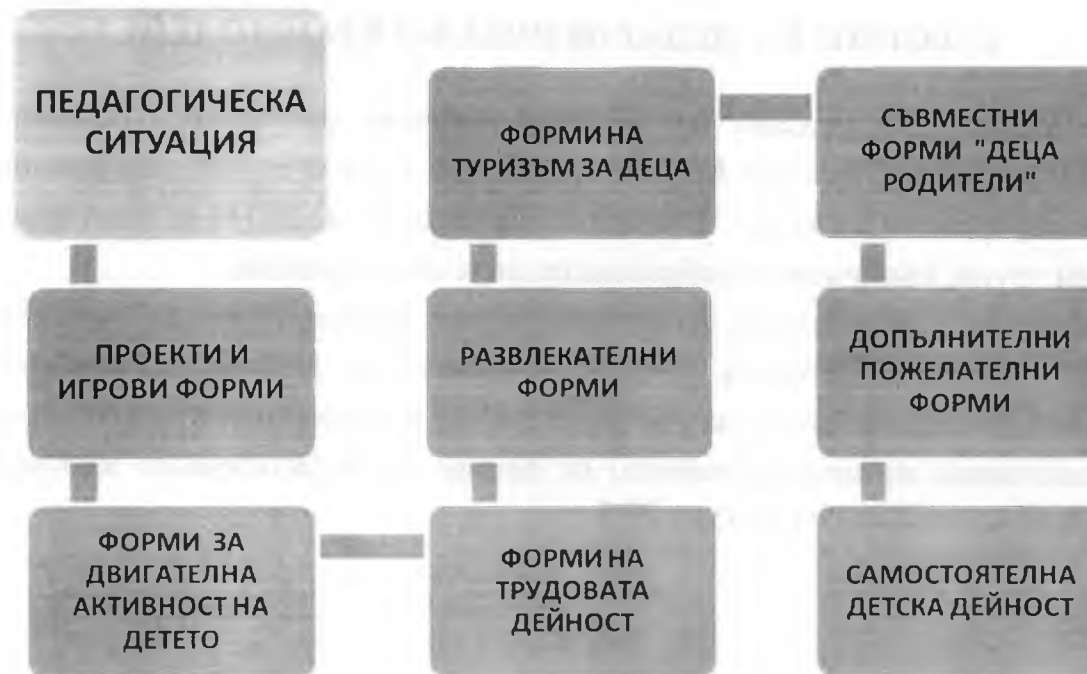 ПЕДАГОГИЧЕСКА
СИТУАЦИЯ
ПРОЕКТИ И
ИГРОВИ ФОРМИ
ФОРМИ ЗА
ДВИГАТЕЛНА
АКТИВНОСТ НА
ДЕТЕТО
ФОРМИ НА
ТРУДОВАТА
ДЕЙНОСТ
РАЗВЛЕКАТЕЛНИ
ФОРМИ
ФОРМИ НА
ТУРИЗЪМ ЗА ДЕЦА
СЪВМЕСТНИ
ФОРМИ "ДЕЦА
РОДИТЕЛИ"
ДОПЪЛНИТЕЛНИ
ПОЖЕЛАТЕЛНИ
ФОРМИ
САМОСТОЯТЕЛНА
ДЕТСКА ДЕЙНОСТ